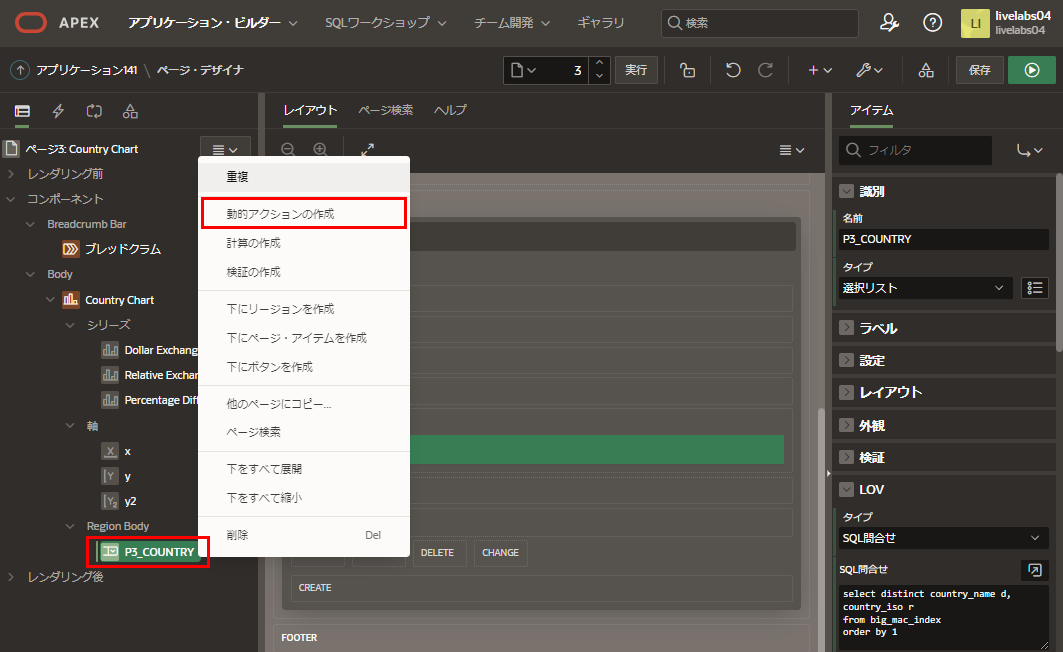 APEX
アプリケーション・ビルダー
SQLワークショップ
チーム開発
ギャラリ
検索
LI
livelabs04
livelabs04
アプリケーション141 \ ページ・デザイナ
3
実行
保存
レイアウト
ページ検索
ヘルプ
アイテム
ページ3: Country Chart
レンダリング前
コンポーネント
Breadcrumb Bar
ブレッドクラム
Body
Country Chart
シリーズ
Dollar Exchang
Relative Exchar
Percentage Diff
軸
x
y
y2
Region Body
P3_COUNTRY
レンダリング後
重複
動的アクションの作成
計算の作成
検証の作成
下にリージョンを作成
下にページ・アイテムを作成
下にボタンを作成
他のページにコピー...
ページ検索
下をすべて展開
下をすべて縮小
削除 Del
DELETE
CHANGE
CREATE
FOOTER
フィルタ
識別
名前
P3_COUNTRY
タイプ
選択リスト
ラベル
設定
レイアウト
外観
検証
LOV
タイプ
SQL問合せ
SQL問合せ
select distinct country_name d,
country_iso r
from big_mac_index
order by 1